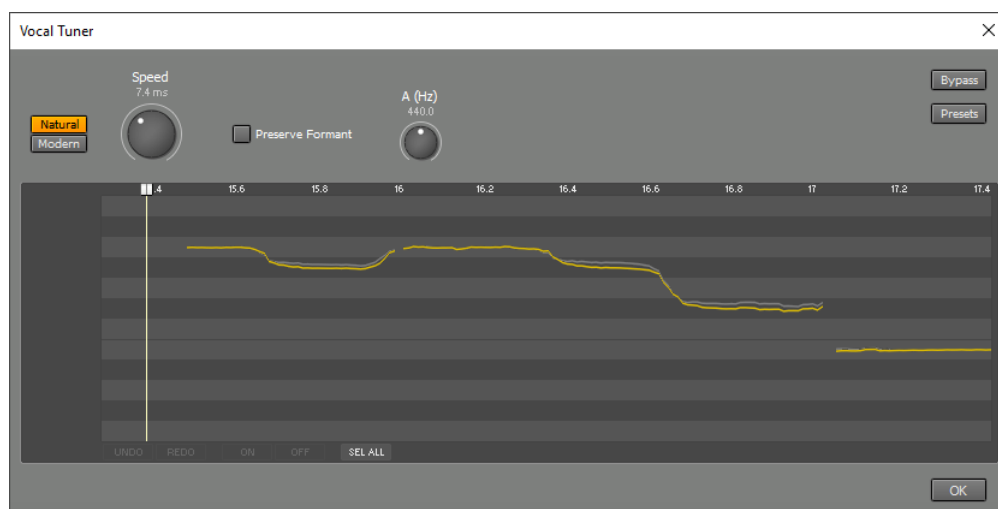 Vocal Tuner
Speed
7.4 ms
Bypass
A (Hz)
440.0
Presets
Natural
Preserve Formant
Modern
.4 15.6 15.8 16 16.2 16.4 16.6 16.8 17 17.2 17.4
UNDO REDO ON OFF SEL ALL
OK